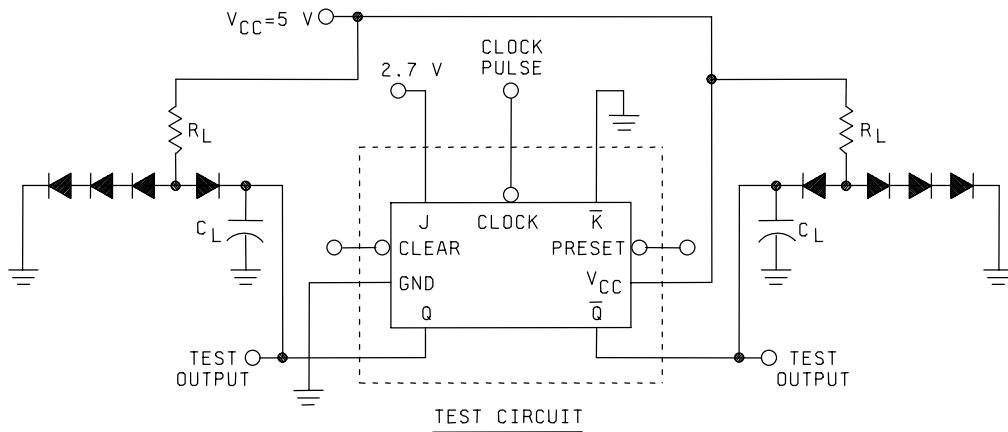 V_CC=5 V
CLOCK
PULSE
2.7 V
R_L
R_L
J
CLOCK
K̅
C_L
CLEAR
PRESET
C_L
GND
V_CC
Q
Q̅
TEST
OUTPUT
TEST
OUTPUT
TEST CIRCUIT